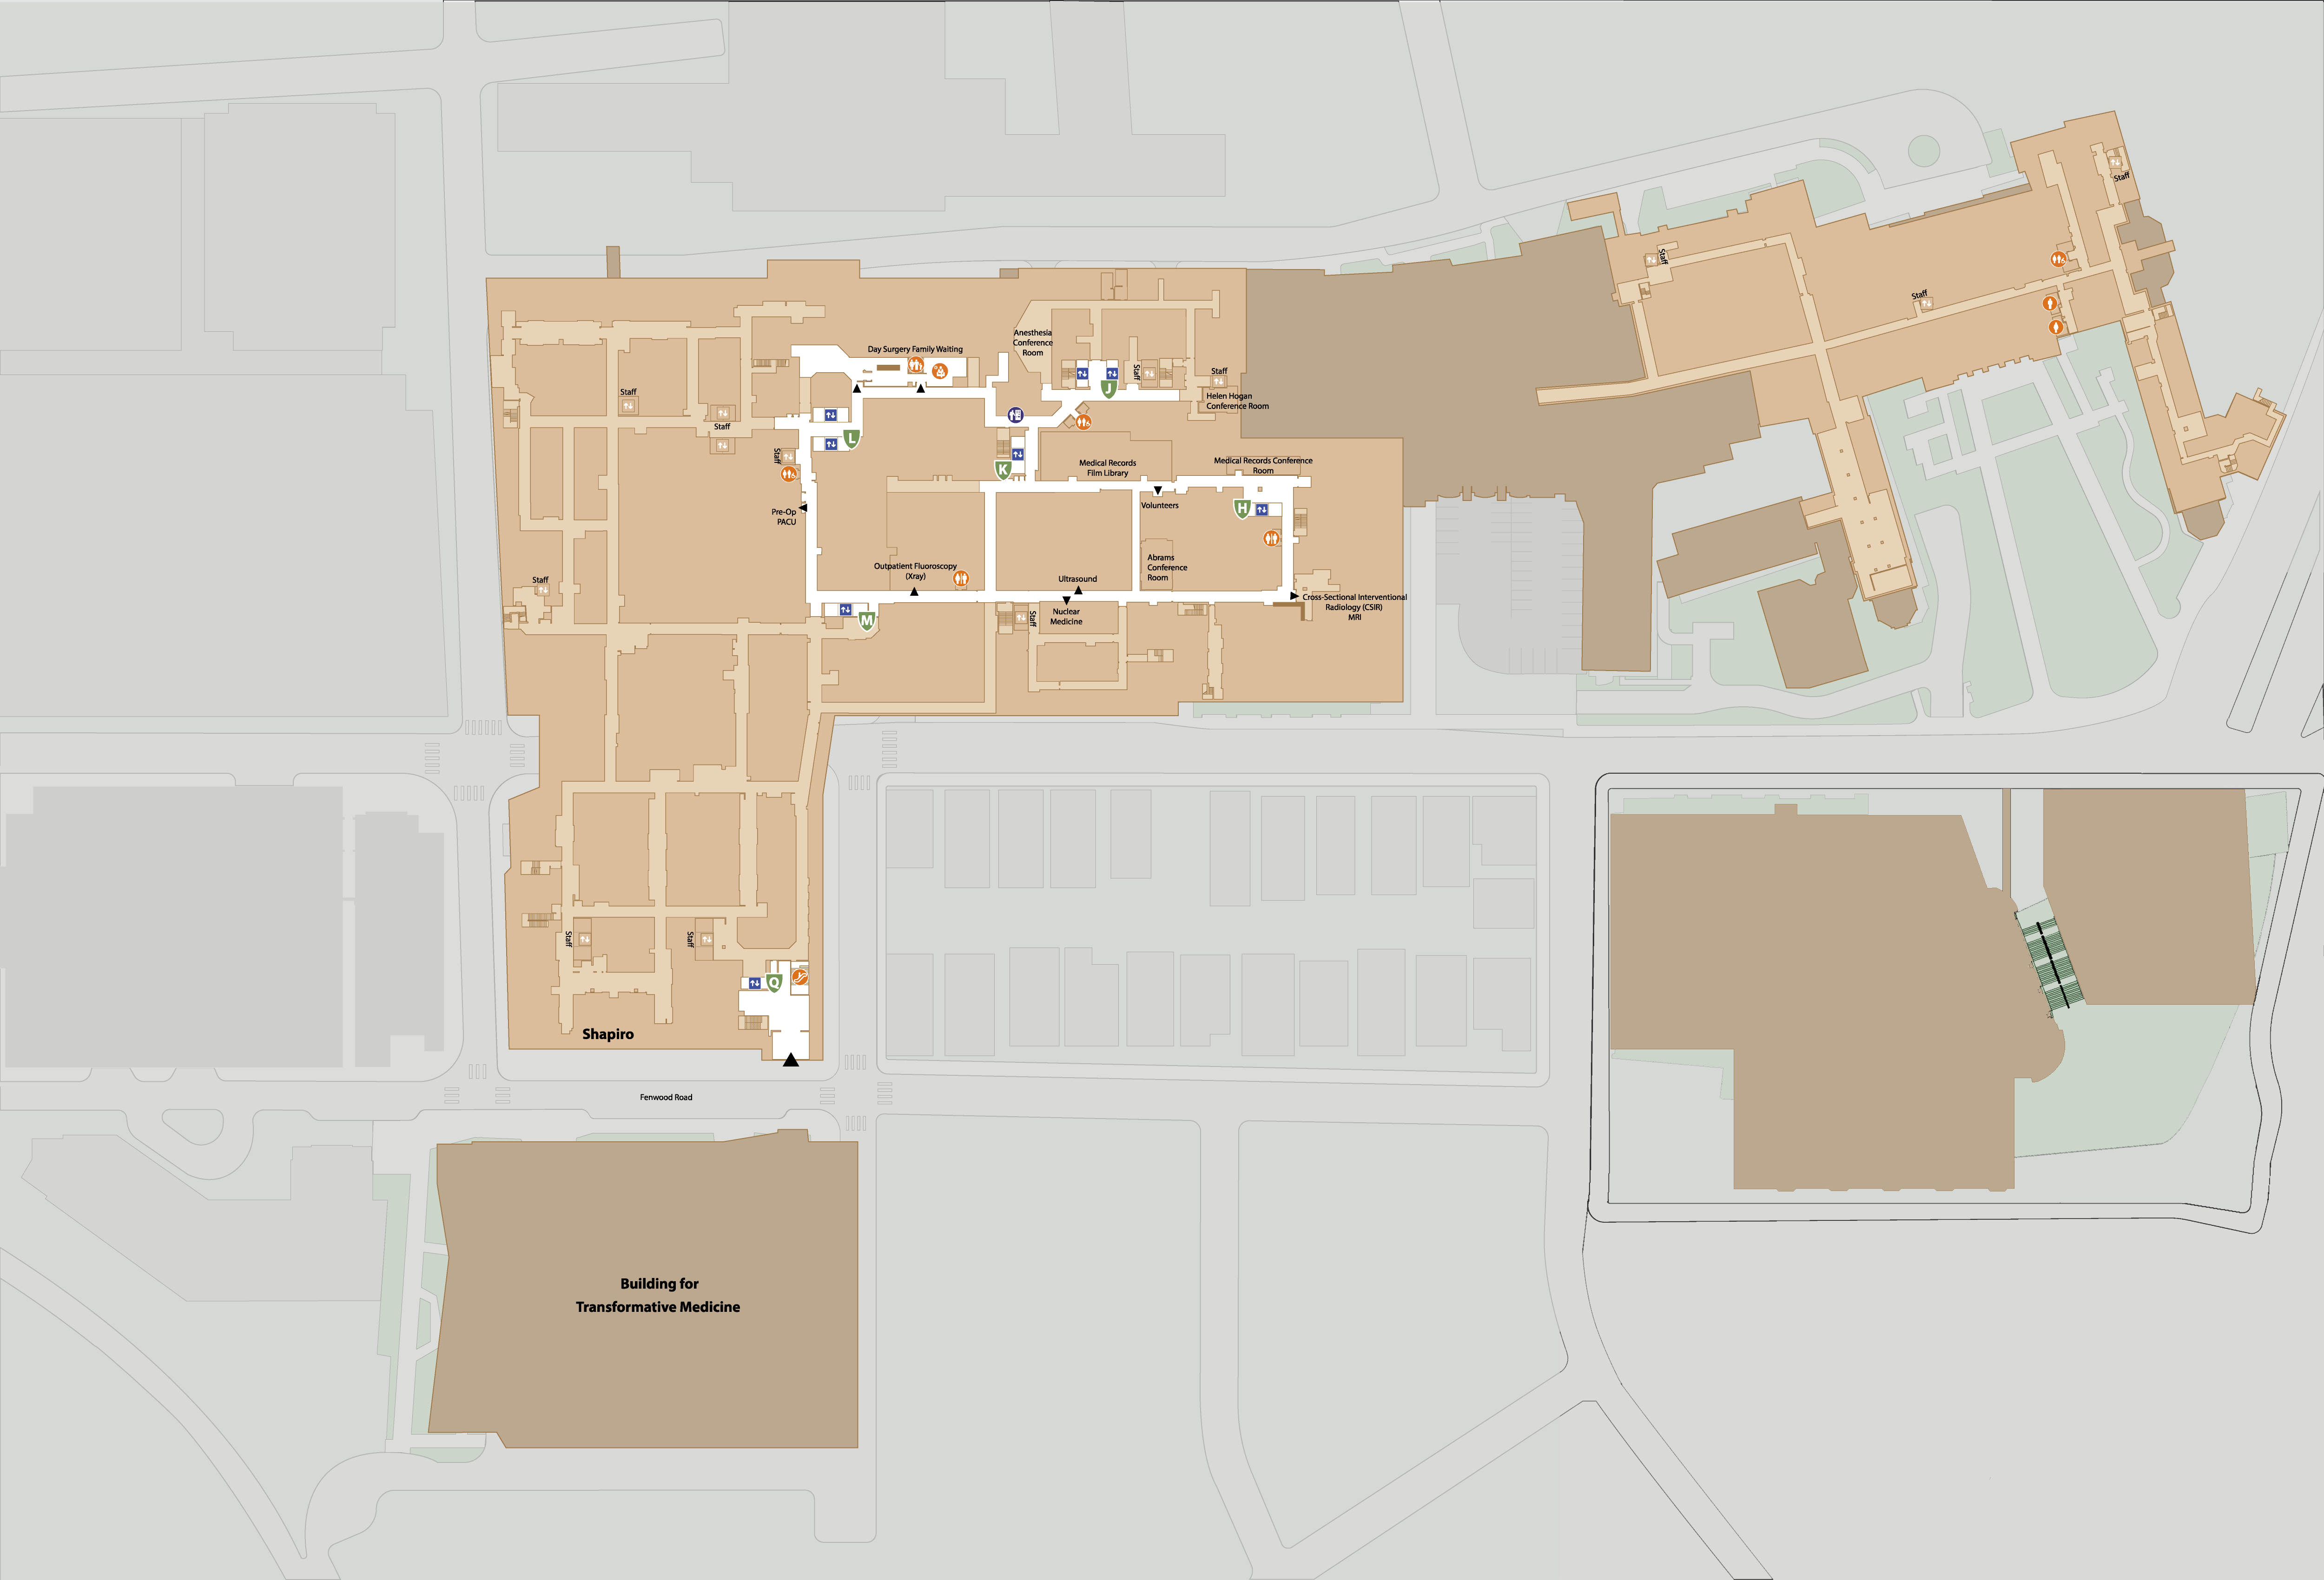 Staff
Staff
Staff
Anesthesia
Conference
Room
Day Surgery Family Waiting
Staff
Staff
J
Helen Hogan
Conference Room
Staff
Staff
L
Staff
K
Medical Records
Film Library
Medical Records Conference
Room
Volunteers
H
Pre-Op
PACU
Abrams
Conference
Room
Outpatient Fluoroscopy
(Xray)
Ultrasound
Staff
Cross-Sectional Interventional
Radiology (CSIR)
MRI
M
Staff
Nuclear
Medicine
Staff
Staff
Q
Shapiro
Fenwood Road
Building for
Transformative Medicine